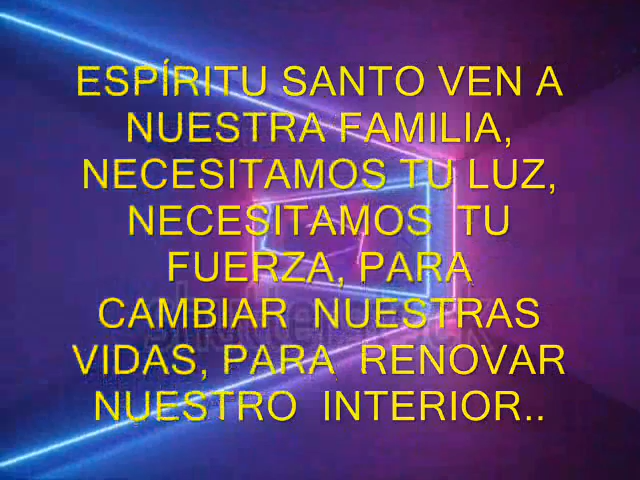 ESPÍRITU SANTO VEN A
NUESTRA FAMILIA,
NECESITAMOS TU LUZ,
NECESITAMOS TU
FUERZA, PARA
CAMBIAR NUESTRAS
VIDAS, PARA RENOVAR
NUESTRO INTERIOR..
shutterstock